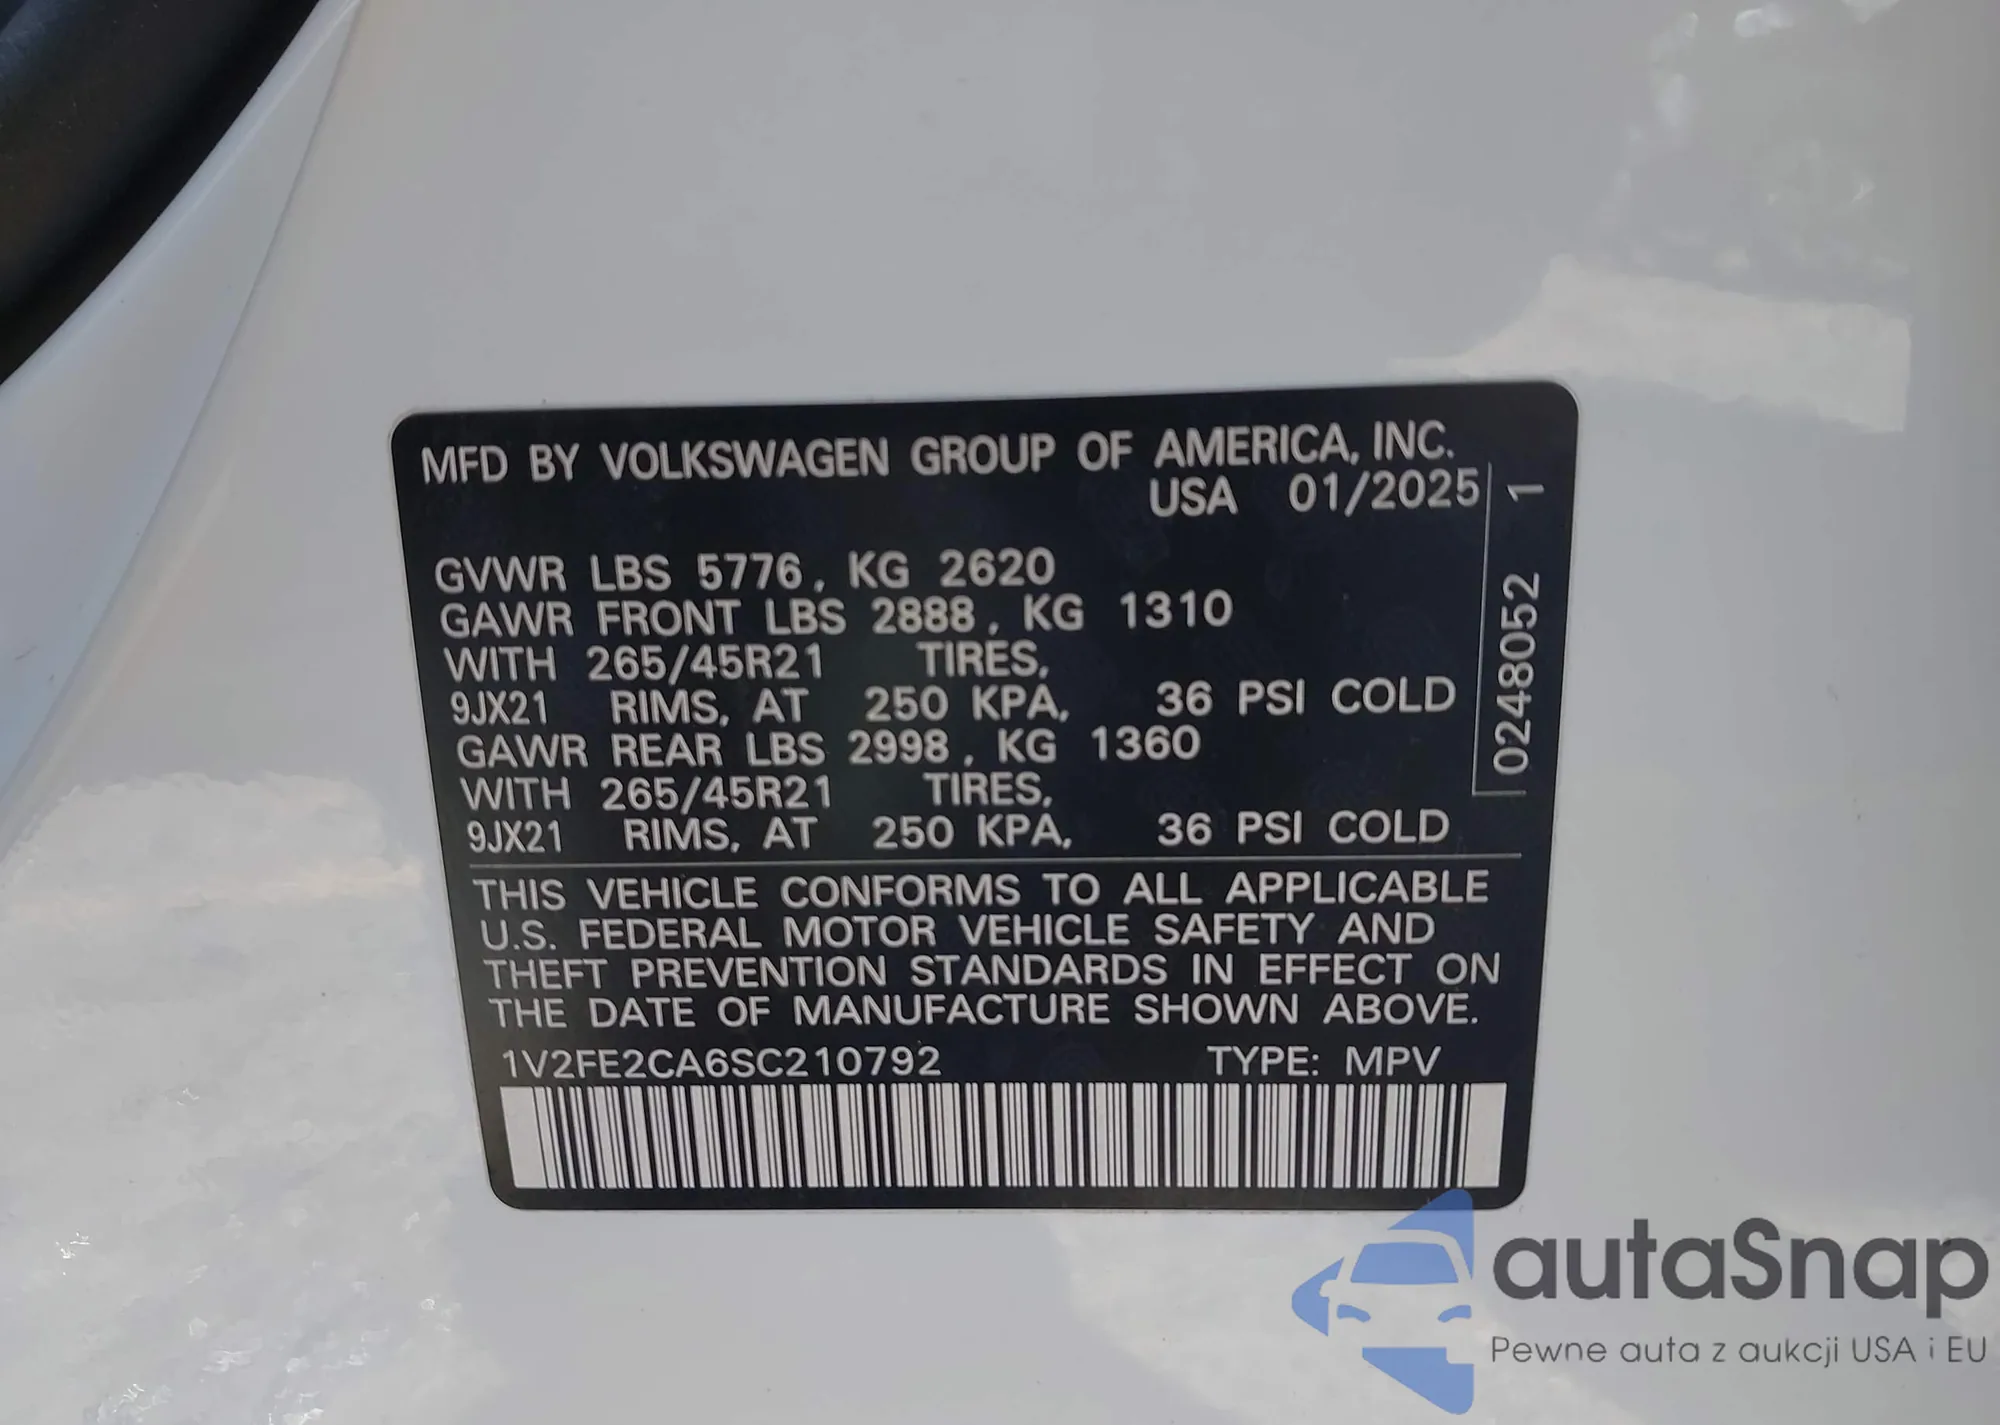 MFD BY VOLKSWAGEN GROUP OF AMERICA, INC.
USA 01/2025
GVWR LBS 5776, KG 2620
GAWR FRONT LBS 2888, KG 1310
WITH 265/45R21 TIRES,
9JX21 RIMS, AT 250 KPA, 36 PSI COLD
GAWR REAR LBS 2998, KG 1360
WITH 265/45R21 TIRES,
9JX21 RIMS, AT 250 KPA, 36 PSI COLD
THIS VEHICLE CONFORMS TO ALL APPLICABLE
U.S. FEDERAL MOTOR VEHICLE SAFETY AND
THEFT PREVENTION STANDARDS IN EFFECT ON
THE DATE OF MANUFACTURE SHOWN ABOVE.
1V2FE2CA6SC210792 TYPE: MPV
0248052 1
autaSnap
Pewne auta z aukcji USA i EU